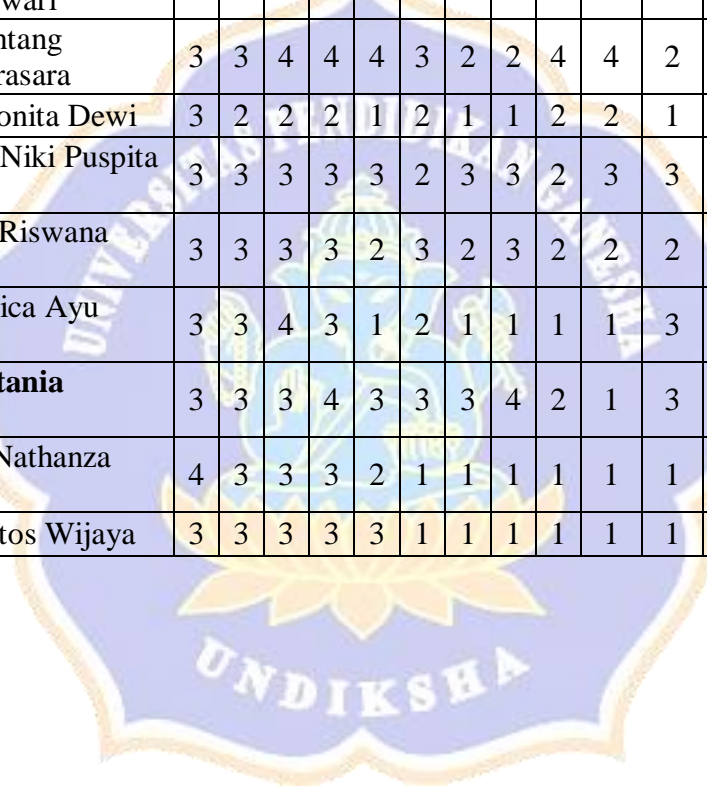 wari
ntang
rasara 3 3 4 4 4 3 2 2 4 4 2
onita Dewi 3 2 2 2 1 2 1 1 2 2 1
Niki Puspita 3 3 3 3 3 2 3 3 2 3 3
Riswana 3 3 3 3 2 3 2 3 2 2 2
ica Ayu 3 3 4 3 1 2 1 1 1 1 3
tania 3 3 3 4 3 3 3 4 2 1 3
Nathanza 4 3 3 3 2 1 1 1 1 1 1
tos Wijaya 3 3 3 3 3 1 1 1 1 1 1
UNIVERSITAS PENDIDIKAN GANESHA
UNDIKSHA